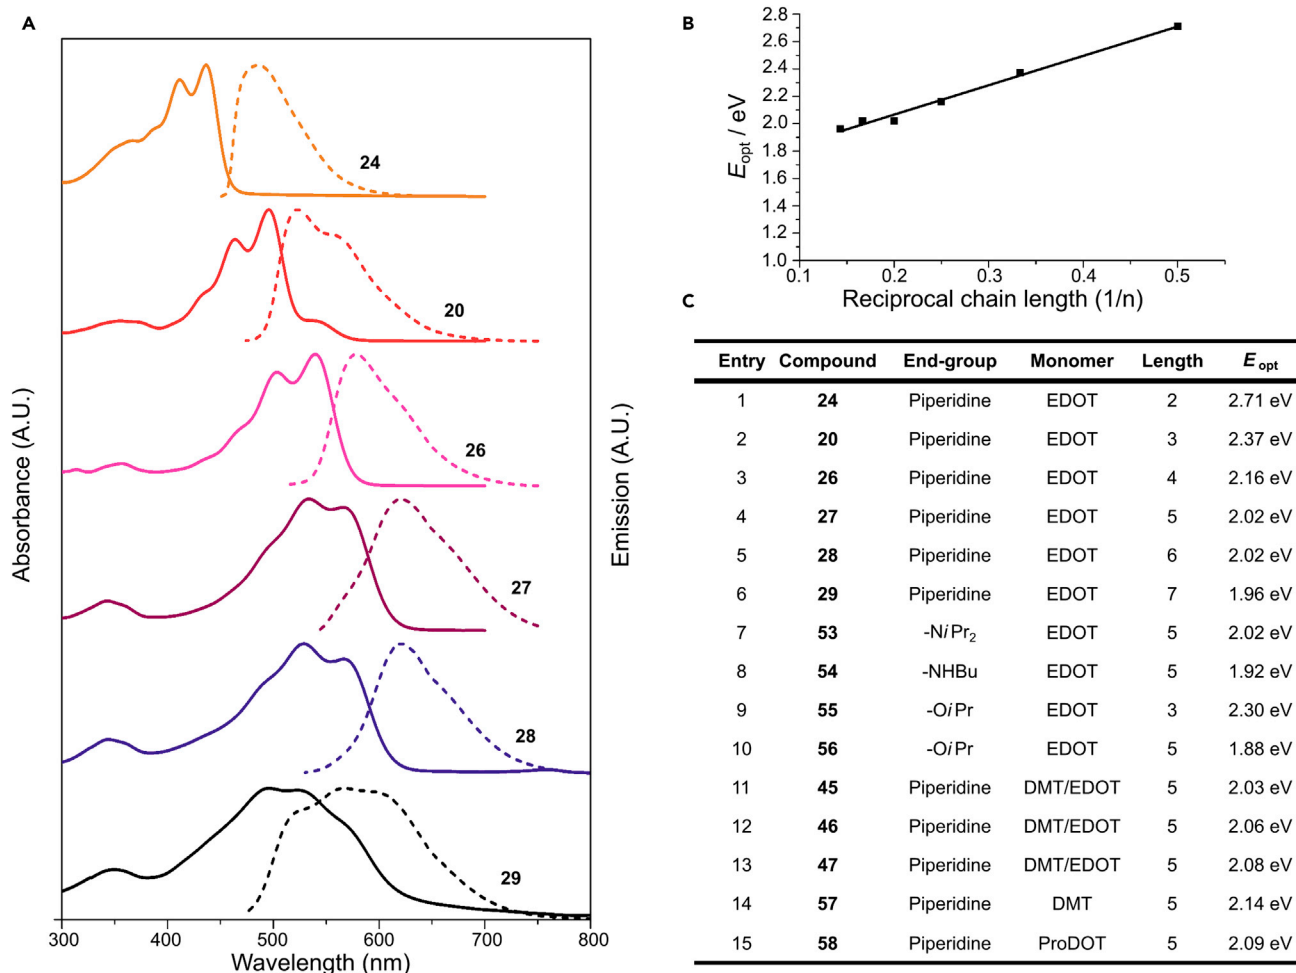 A
Absorbance (A.U.)
24
20
26
27
28
29
Emission (A.U.)
300 400 500 600 700 800
Wavelength (nm)
B
E opt / eV
2.8
2.6
2.4
2.2
2.0
1.8
1.6
1.4
1.2
1.0
0.1 0.2 0.3 0.4 0.5
Reciprocal chain length (1/n)
C
Entry Compound End-group Monomer Length E opt
1 24 Piperidine EDOT 2 2.71 eV
2 20 Piperidine EDOT 3 2.37 eV
3 26 Piperidine EDOT 4 2.16 eV
4 27 Piperidine EDOT 5 2.02 eV
5 28 Piperidine EDOT 6 2.02 eV
6 29 Piperidine EDOT 7 1.96 eV
7 53 -NiPr2 EDOT 5 2.02 eV
8 54 -NHBu EDOT 5 1.92 eV
9 55 -OiPr EDOT 3 2.30 eV
10 56 -OiPr EDOT 5 1.88 eV
11 45 Piperidine DMT/EDOT 5 2.03 eV
12 46 Piperidine DMT/EDOT 5 2.06 eV
13 47 Piperidine DMT/EDOT 5 2.08 eV
14 57 Piperidine DMT 5 2.14 eV
15 58 Piperidine ProDOT 5 2.09 eV